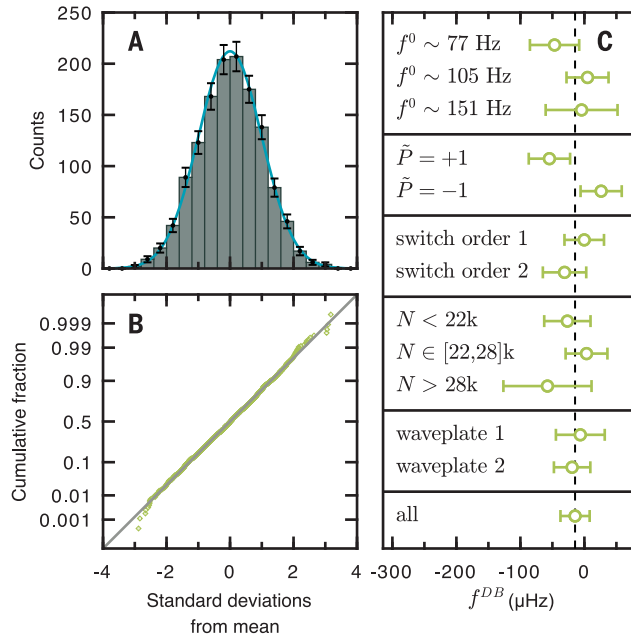 A
250
200
150
100
50
0
Counts
B
0.999
0.99
0.9
0.5
0.1
0.01
0.001
Cumulative fraction
-4 -2 0 2 4
Standard deviations
from mean
C
f⁰ ∼ 77 Hz
f⁰ ∼ 105 Hz
f⁰ ∼ 151 Hz
P̃ = +1
P̃ = −1
switch order 1
switch order 2
N < 22k
N ∈ [22,28]k
N > 28k
waveplate 1
waveplate 2
all
-300 -200 -100 0
f^{DB} (μHz)